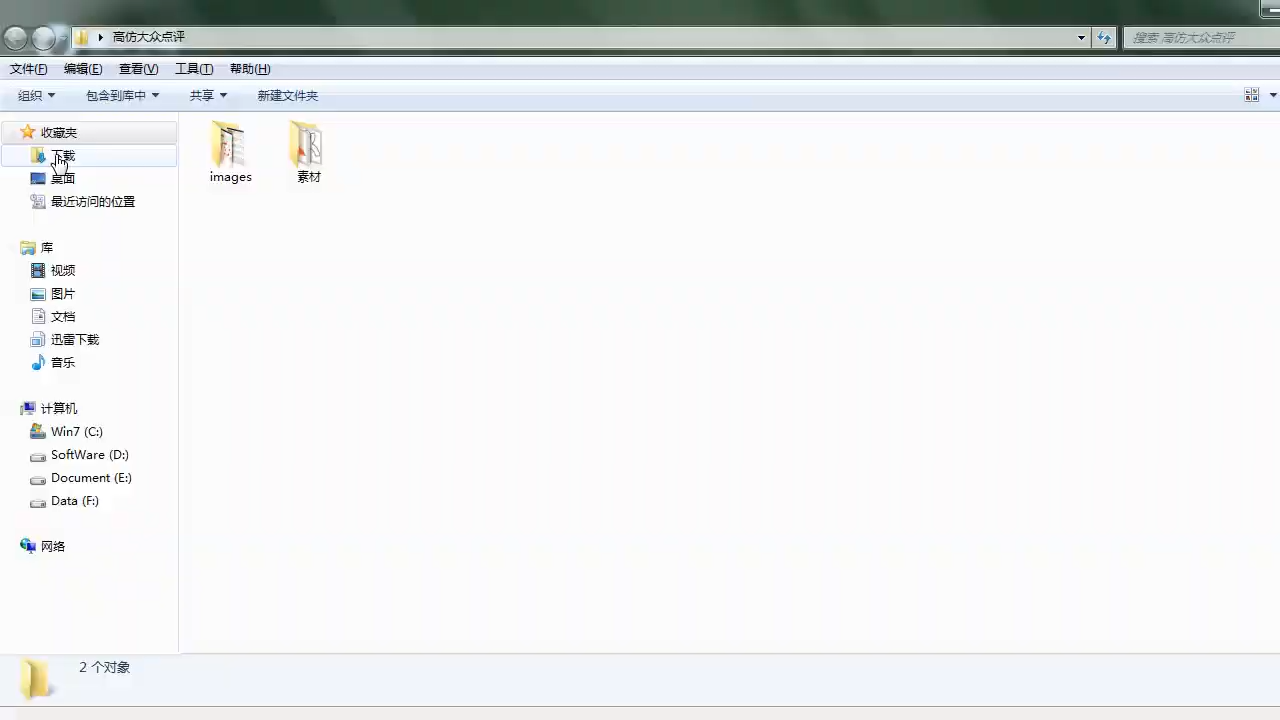 高仿大众点评
搜索 高仿大众点评
文件(F) 编辑(E) 查看(V) 工具(T) 帮助(H)
组织 包含到库中 共享 新建文件夹
收藏夹
下载
桌面
最近访问的位置
库
视频
图片
文档
迅雷下载
音乐
计算机
Win7 (C:)
SoftWare (D:)
Document (E:)
Data (F:)
网络
images 素材
2 个对象